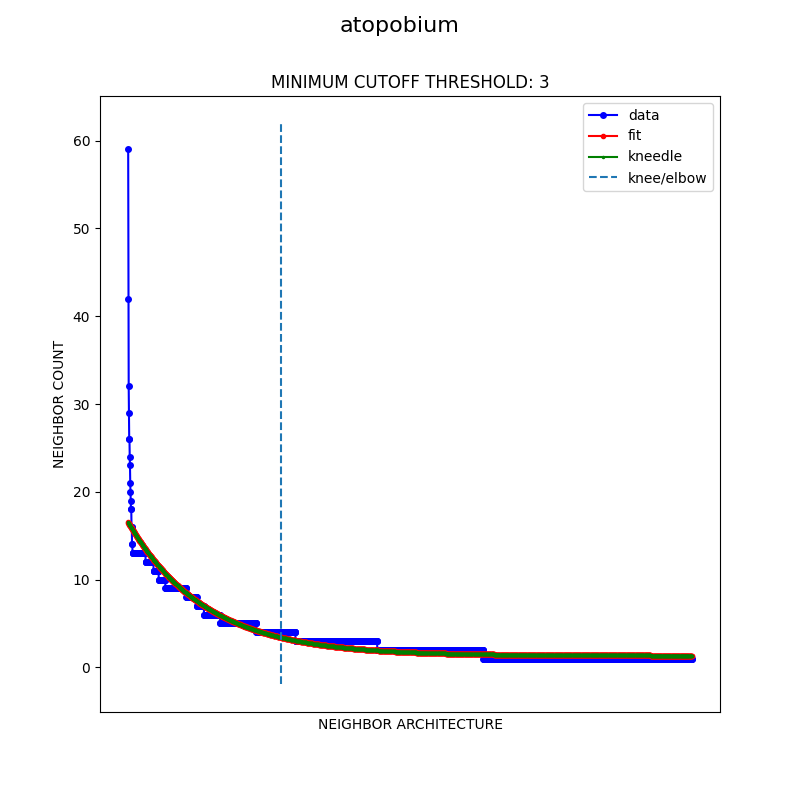 atopobium
MINIMUM CUTOFF THRESHOLD: 3
data
fit
kneedle
knee/elbow
60
50
40
30
20
10
0
NEIGHBOR COUNT
NEIGHBOR ARCHITECTURE